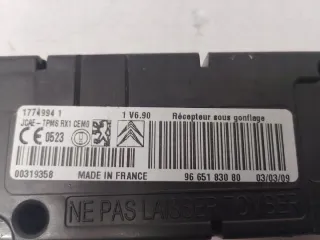 1774994 1
1 V6.90
Récepteur sous gonflage
JCAE - TPMS RX1 CEM0
CE 0523
00319358
MADE IN FRANCE
96 651 830 80
03/03/09
NE PAS LAISSER TOMBER